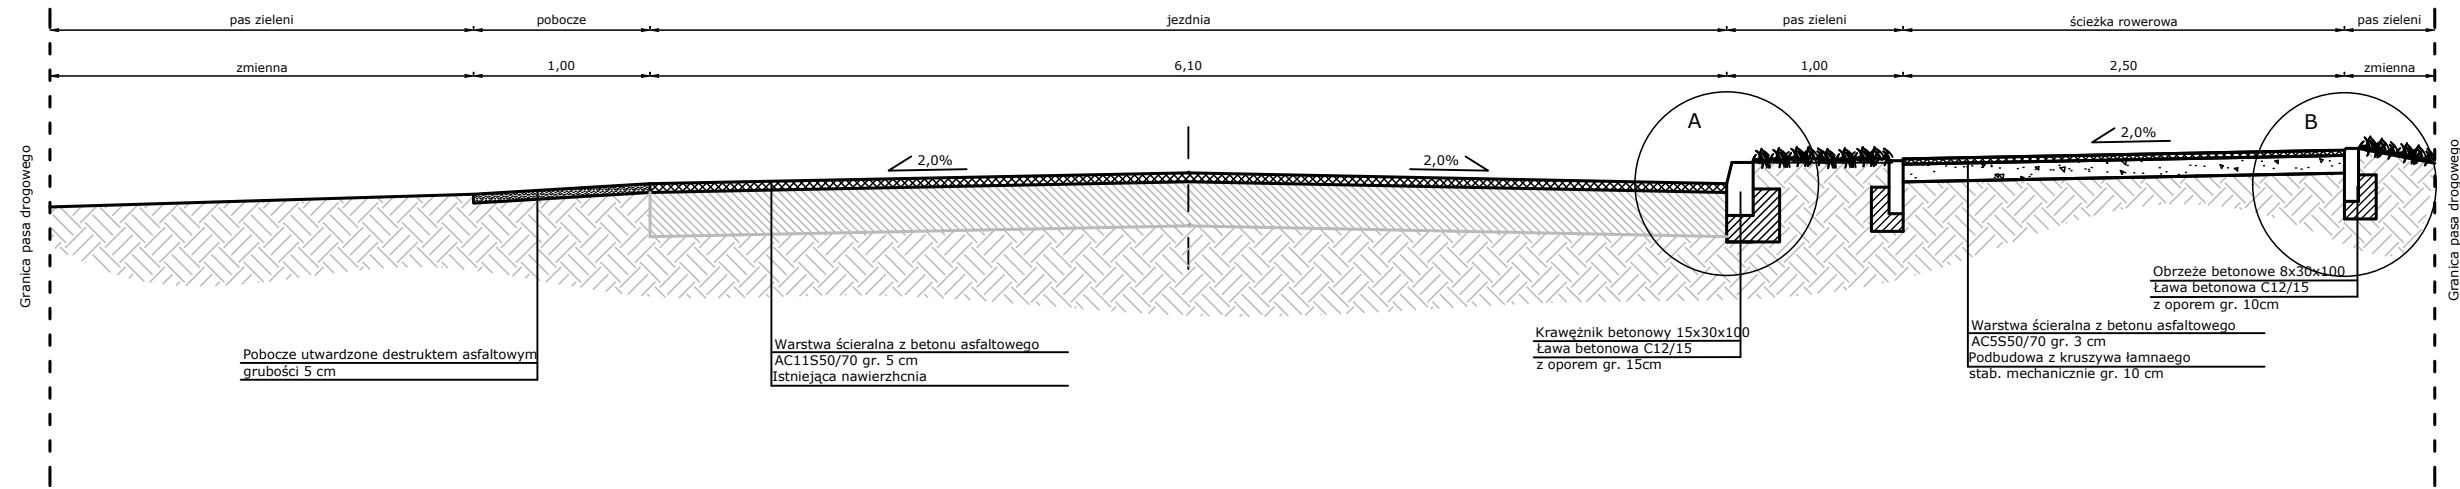 pas zieleni
pobocze
jezdnia
pas zieleni
ścieżka rowerowa
pas zieleni
zmienna
1,00
6,10
1,00
2,50
zmienna
A
B
2,0%
2,0%
2,0%
Granica pasa drogowego
Granica pasa drogowego
Pobocze utwardzone destruktem asfaltowym
grubości 5 cm
Warstwa ścieralna z betonu asfaltowego
AC11S50/70 gr. 5 cm
Istniejąca nawierzhcnia
Krawężnik betonowy 15x30x100
Ława betonowa C12/15
z oporem gr. 15cm
Warstwa ścieralna z betonu asfaltowego
AC5S50/70 gr. 3 cm
Podbudowa z kruszywa łamnaego
stab. mechanicznie gr. 10 cm
Obrzeże betonowe 8x30x100
Ława betonowa C12/15
z oporem gr. 10cm